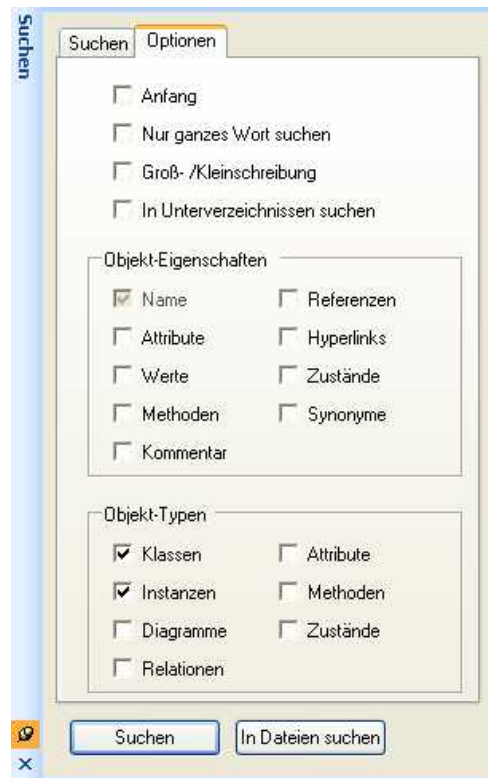 Suchen
Suchen Optionen
Anfang
Nur ganzes Wort suchen
Groß- /Kleinschreibung
In Unterverzeichnissen suchen
Objekt-Eigenschaften
Name Referenzen
Attribute Hyperlinks
Werte Zustände
Methoden Synonyme
Kommentar
Objekt-Typen
Klassen Attribute
Instanzen Methoden
Diagramme Zustände
Relationen
Suchen In Dateien suchen